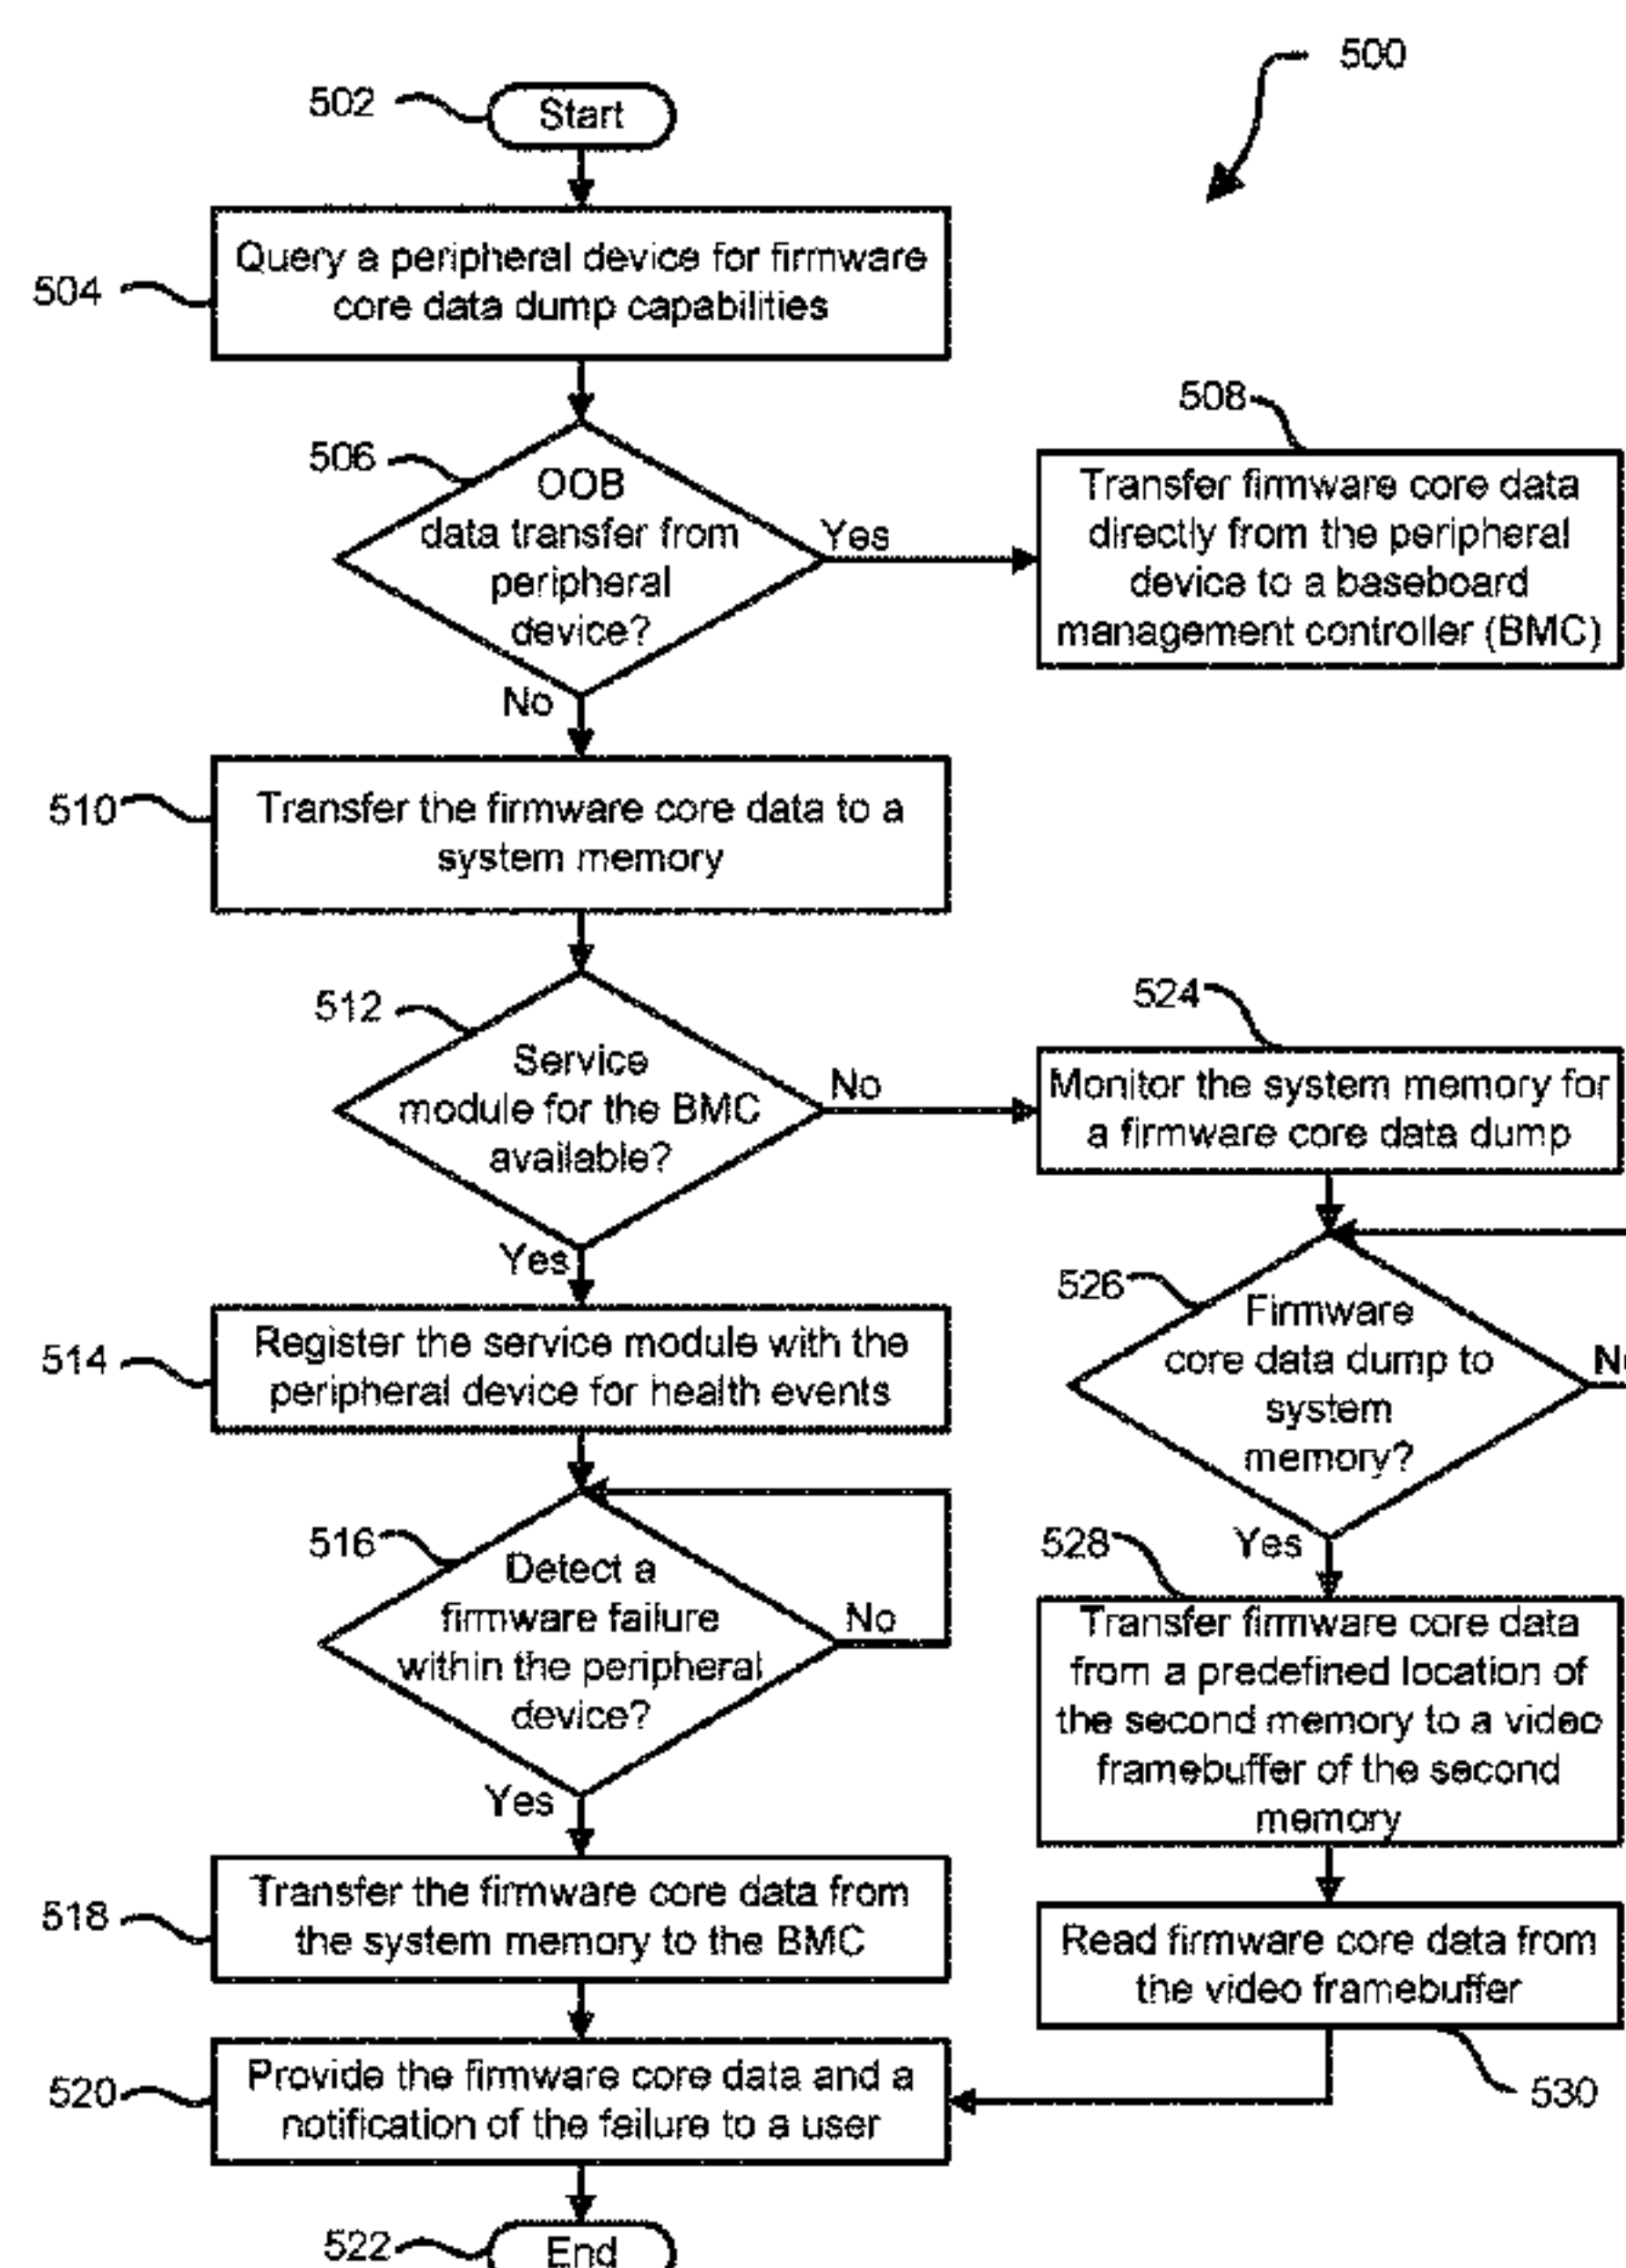 500
502
Start
504
Query a peripheral device for firmware
core data dump capabilities
506
OOB
data transfer from
peripheral
device?
Yes
No
508
Transfer firmware core data
directly from the peripheral
device to a baseboard
management controller (BMC)
510
Transfer the firmware core data to a
system memory
512
Service
module for the BMC
available?
No
Yes
524
Monitor the system memory for
a firmware core data dump
514
Register the service module with the
peripheral device for health events
526
Firmware
core data dump to
system
memory?
Yes
516
Detect a
firmware failure
within the peripheral
device?
No
Yes
528
Transfer firmware core data
from a predefined location of
the second memory to a video
framebuffer of the second
memory
518
Transfer the firmware core data from
the system memory to the BMC
Read firmware core data from
the video framebuffer
530
520
Provide the firmware core data and a
notification of the failure to a user
522
End